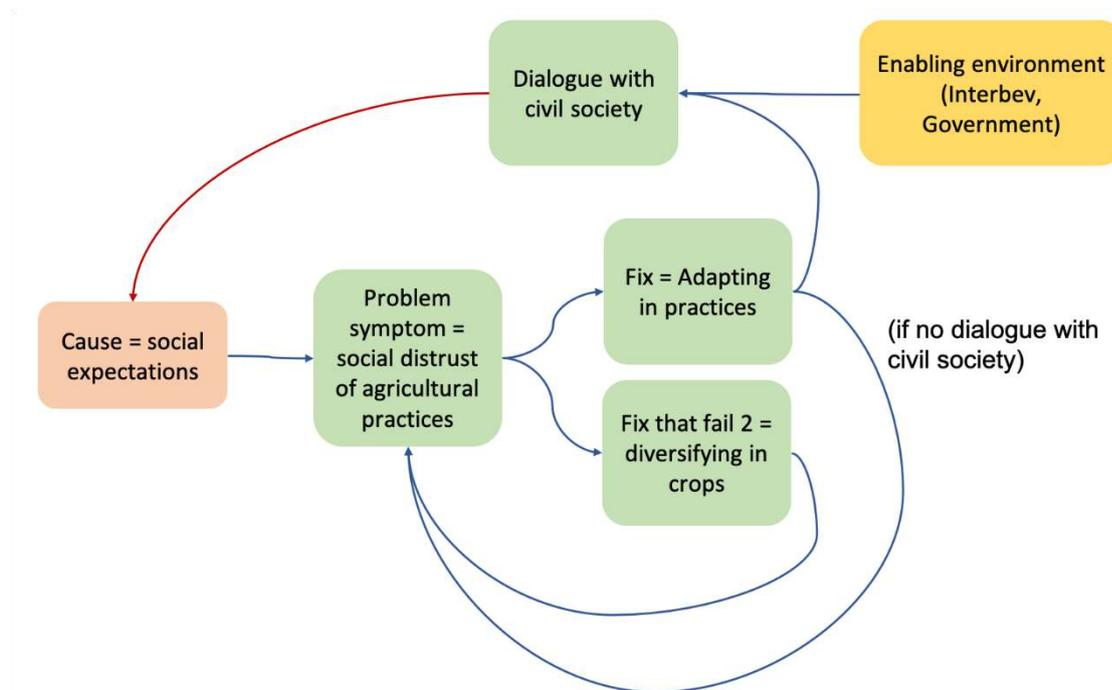 Dialogue with
civil society
Enabling environment
(Interbev,
Government)
Cause = social
expectations
Problem
symptom =
social distrust
of agricultural
practices
Fix = Adapting
in practices
(if no dialogue with
civil society)
Fix that fail 2 =
diversifying in
crops